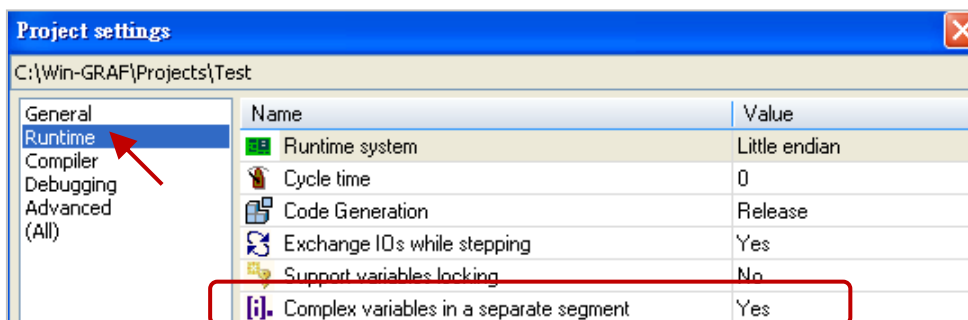 Project settings
C:\Win-GRAF\Projects\Test
General
Runtime
Compiler
Debugging
Advanced
(All)
Name Value
Runtime system Little endian
Cycle time 0
Code Generation Release
Exchange IOs while stepping Yes
Support variables locking No
[i]. Complex variables in a separate segment Yes